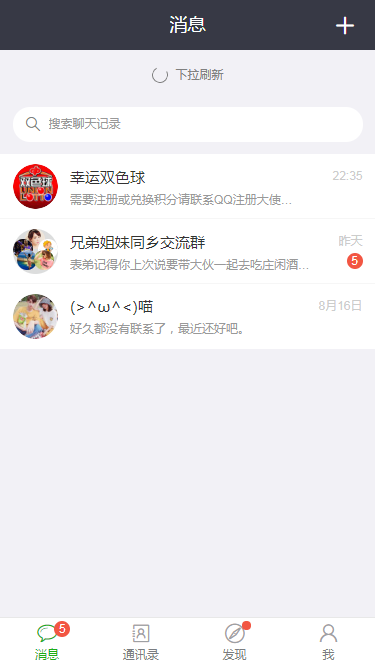 消息
下拉刷新
搜索聊天记录
双色球
UNION
LOTTO
幸运双色球
22:35
需要注册或兑换积分请联系QQ注册大使...
兄弟姐妹同乡交流群
昨天
表弟记得你上次说要带大伙一起去吃庄闲酒...
5
(>^ω^<)喵
8月16日
好久都没有联系了，最近还好吧。
5
消息
通讯录
发现
我